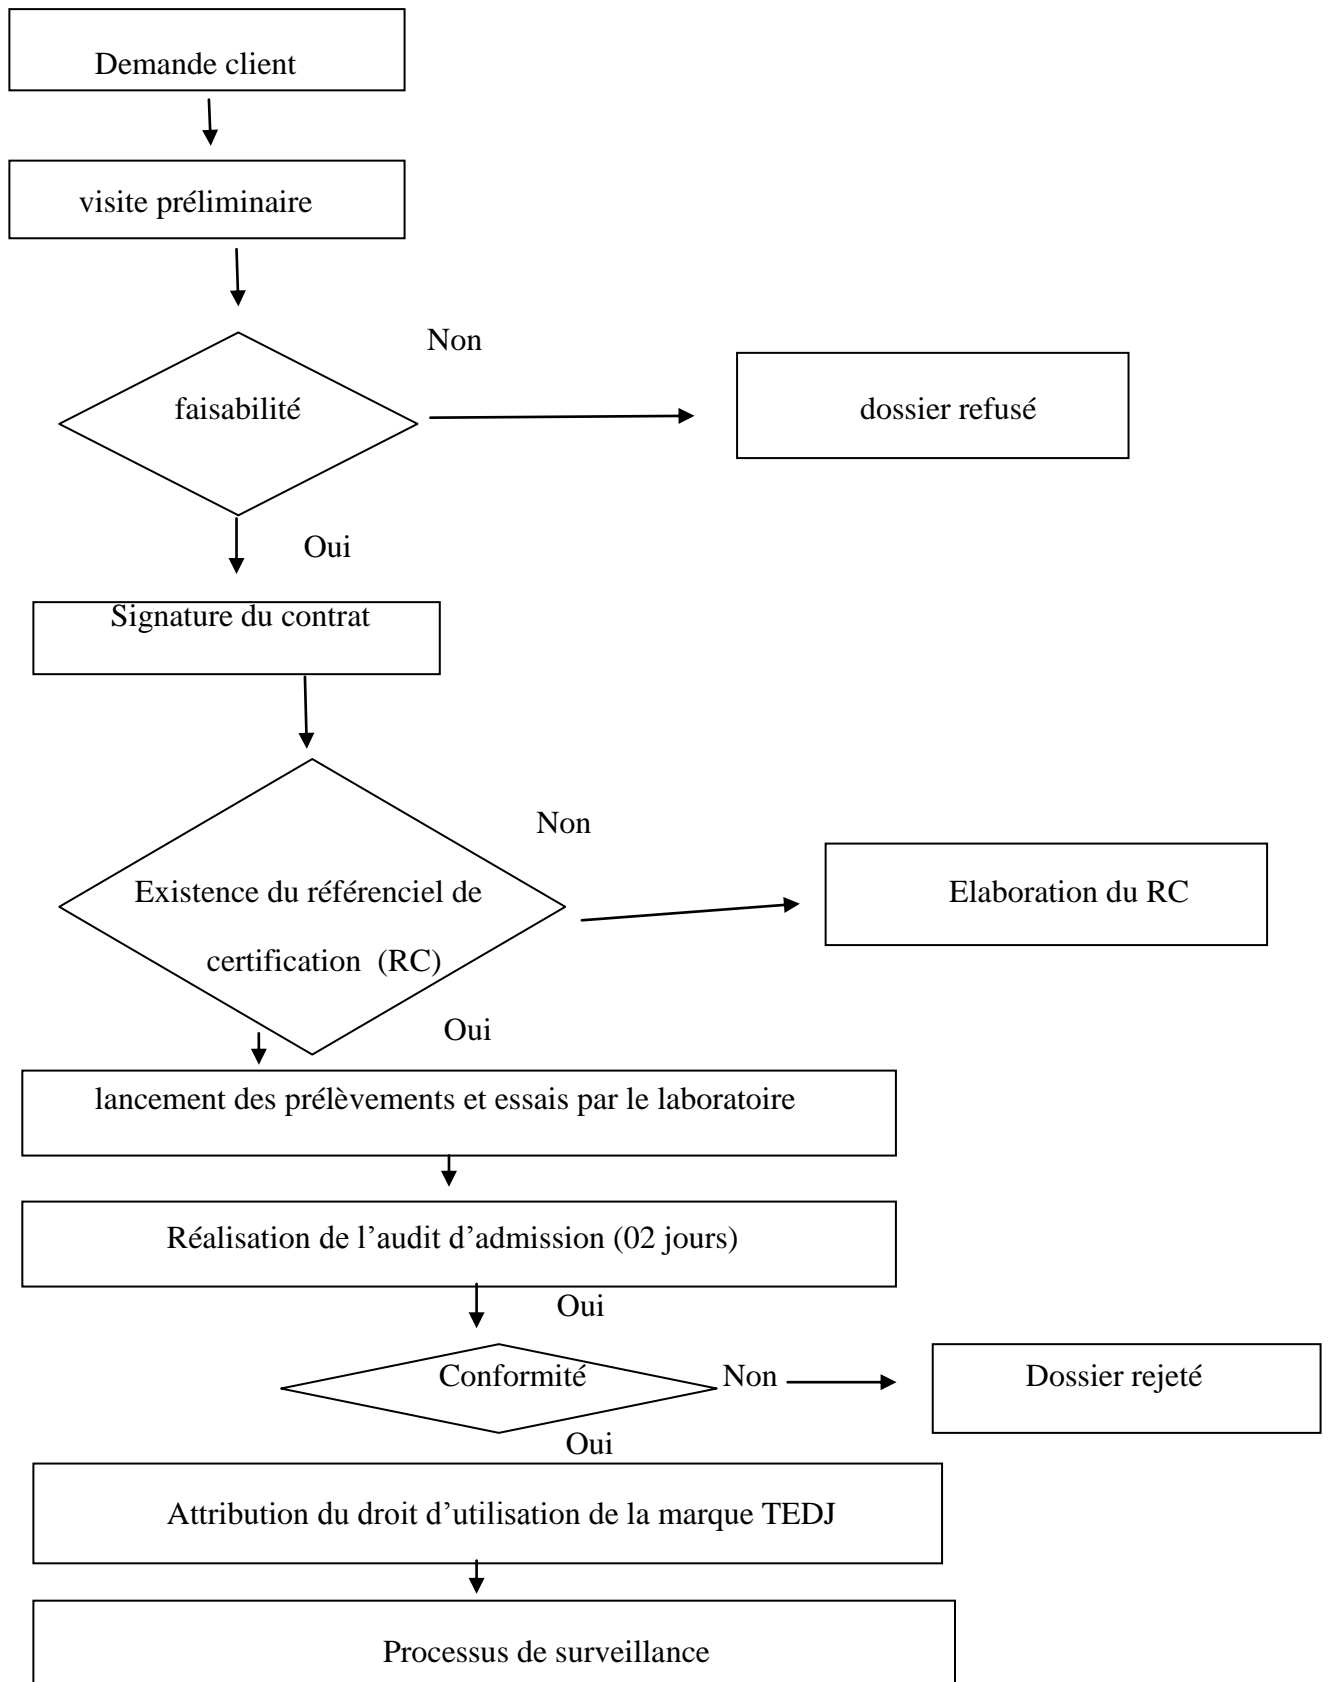 Demande client
visite préliminaire
Non
faisabilité
dossier refusé
Oui
Signature du contrat
Non
Existence du référenciel de
certification (RC)
Elaboration du RC
Oui
lancement des prélèvements et essais par le laboratoire
Réalisation de l’audit d’admission (02 jours)
Oui
Conformité
Non
Dossier rejeté
Oui
Attribution du droit d’utilisation de la marque TEDJ
Processus de surveillance